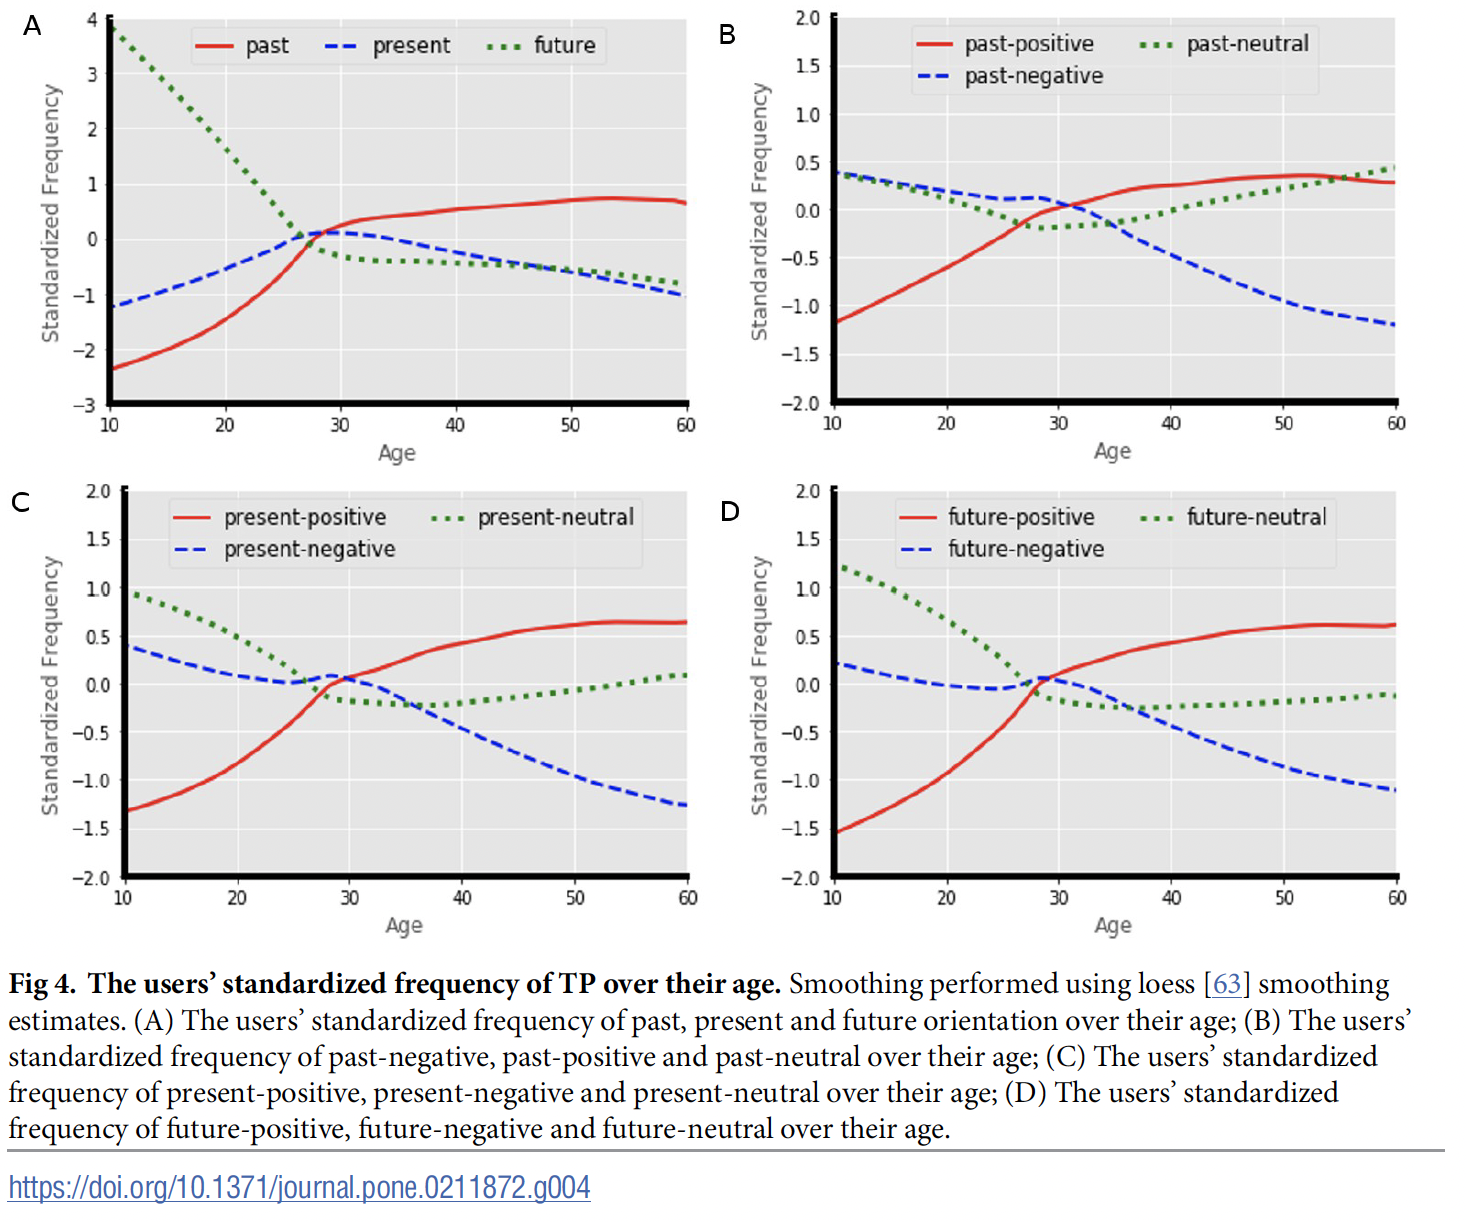 A
past present future
4
3
2
1
0
−1
−2
−3
Standardized Frequency
10 20 30 40 50 60
Age
B
past-positive past-neutral
past-negative
2.0
1.5
1.0
0.5
0.0
−0.5
−1.0
−1.5
−2.0
Standardized Frequency
10 20 30 40 50 60
Age
C
present-positive present-neutral
present-negative
2.0
1.5
1.0
0.5
0.0
−0.5
−1.0
−1.5
−2.0
Standardized Frequency
10 20 30 40 50 60
Age
D
future-positive future-neutral
future-negative
2.0
1.5
1.0
0.5
0.0
−0.5
−1.0
−1.5
−2.0
Standardized Frequency
10 20 30 40 50 60
Age
Fig 4. The users’ standardized frequency of TP over their age. Smoothing performed using loess [63] smoothing
estimates. (A) The users’ standardized frequency of past, present and future orientation over their age; (B) The users’
standardized frequency of past-negative, past-positive and past-neutral over their age; (C) The users’ standardized
frequency of present-positive, present-negative and present-neutral over their age; (D) The users’ standardized
frequency of future-positive, future-negative and future-neutral over their age.
https://doi.org/10.1371/journal.pone.0211872.g004